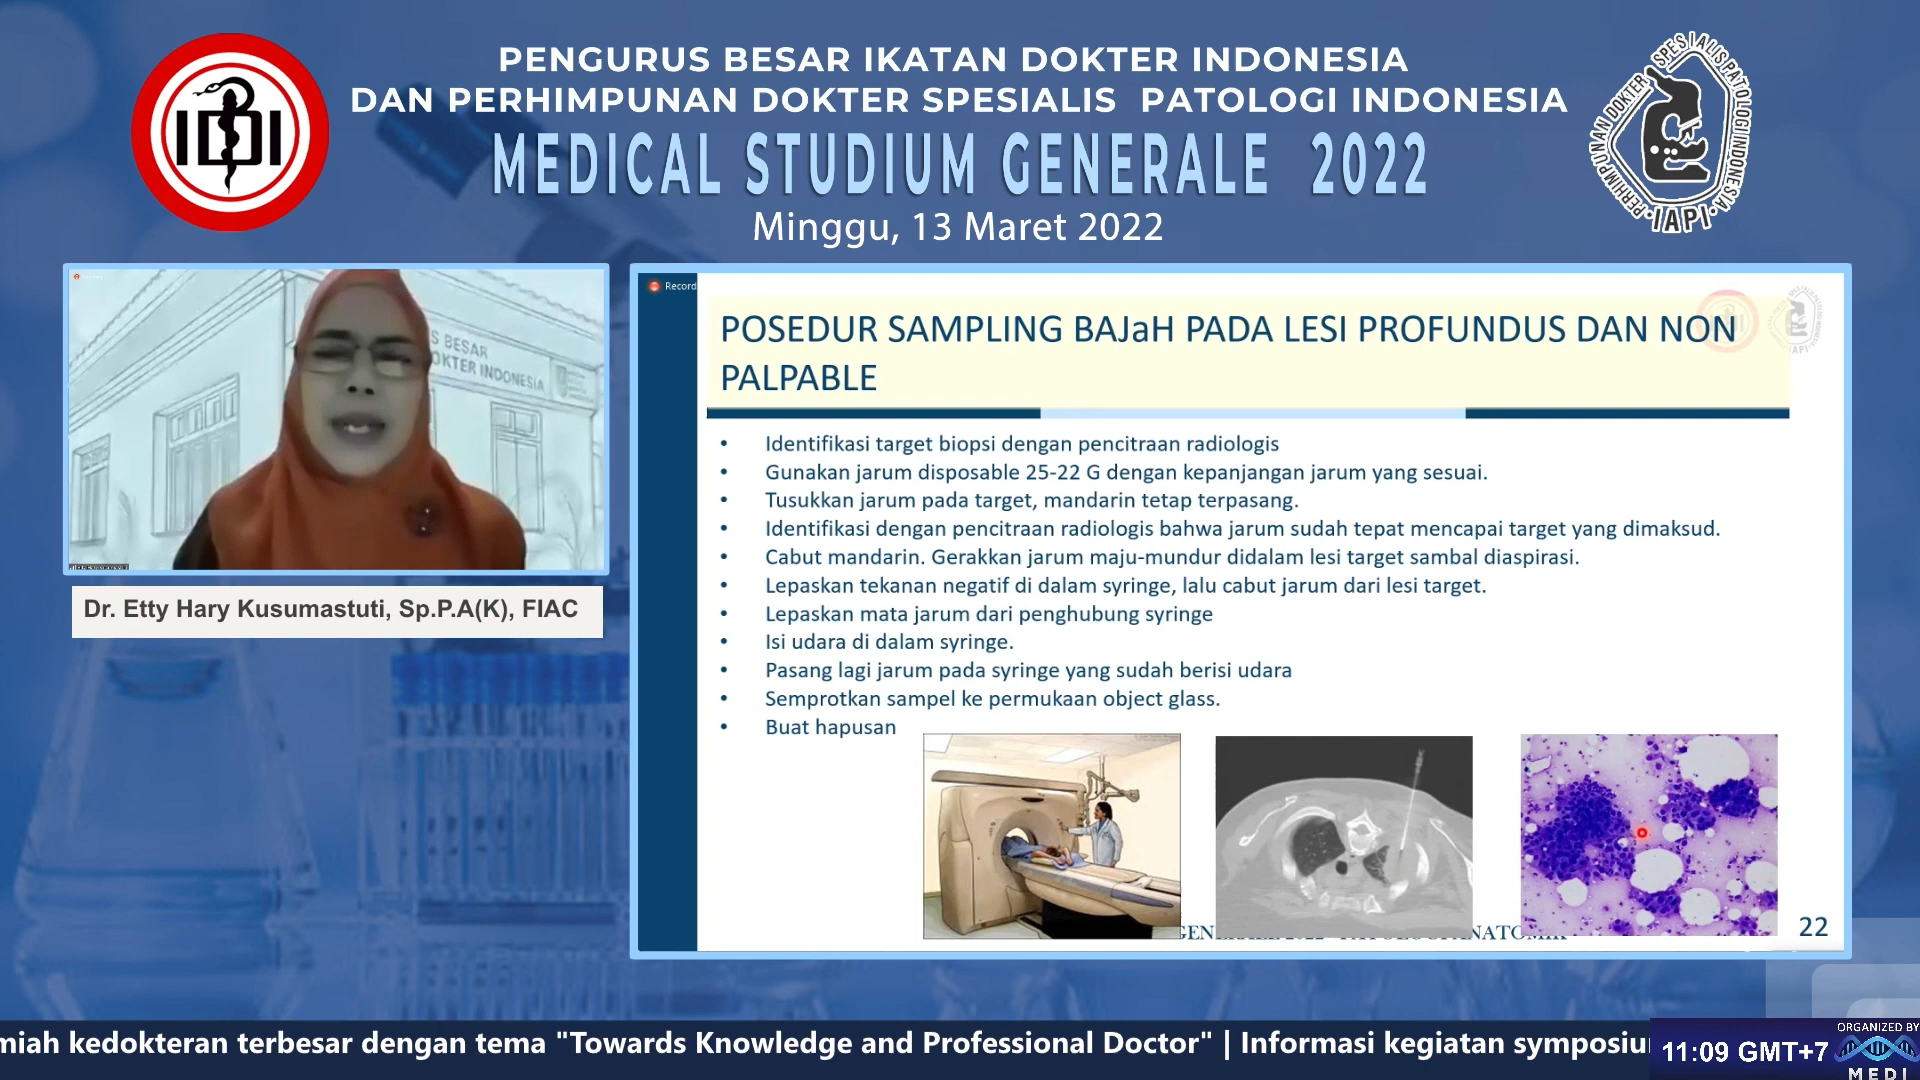 PENGURUS BESAR IKATAN DOKTER INDONESIA
DAN PERHIMPUNAN DOKTER SPESIALIS PATOLOGI INDONESIA
MEDICAL STUDIUM GENERALE 2022
Minggu, 13 Maret 2022
IDI
PERHIMPUNAN DOKTER SPESIALIS PATOLOGI INDONESIA
IAPI
S BESAR
OKTER INDONESIA
Dr. Etty Hary Kusumastuti, Sp.P.A(K), FIAC
Record
POSEDUR SAMPLING BAJaH PADA LESI PROFUNDUS DAN NON
PALPABLE
• Identifikasi target biopsi dengan pencitraan radiologis
• Gunakan jarum disposable 25-22 G dengan kepanjangan jarum yang sesuai.
• Tusukkan jarum pada target, mandarin tetap terpasang.
• Identifikasi dengan pencitraan radiologis bahwa jarum sudah tepat mencapai target yang dimaksud.
• Cabut mandarin. Gerakkan jarum maju-mundur didalam lesi target sambal diaspirasi.
• Lepaskan tekanan negatif di dalam syringe, lalu cabut jarum dari lesi target.
• Lepaskan mata jarum dari penghubung syringe
• Isi udara di dalam syringe.
• Pasang lagi jarum pada syringe yang sudah berisi udara
• Semprotkan sampel ke permukaan object glass.
• Buat hapusan
22
miah kedokteran terbesar dengan tema "Towards Knowledge and Professional Doctor" | Informasi kegiatan symposiu
11:09 GMT+7
ORGANIZED BY
MEDI